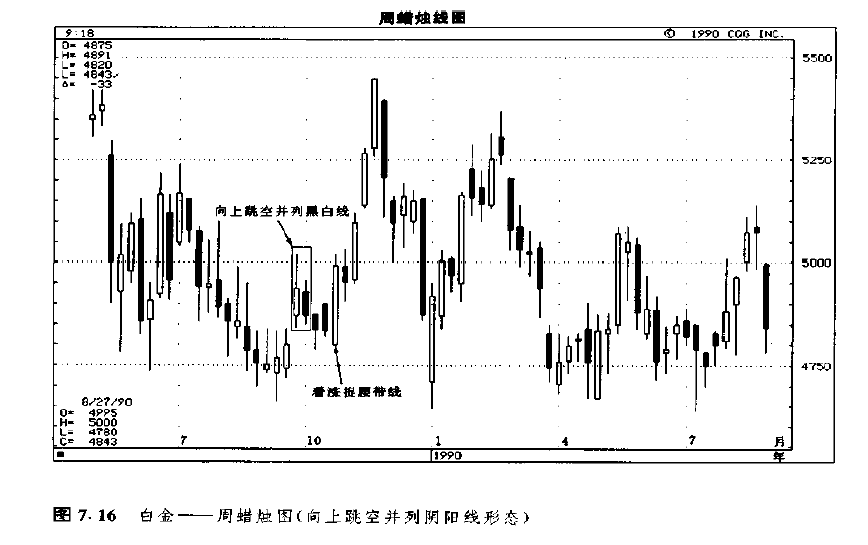 周蜡烛线图
9:18
© 1990 CQG INC.
O= 4875
H= 4891
L= 4820
L= 4843
Δ= -33
5500
5250
5000
4750
向上跳空并列黑白线
看涨捉腰带线
8/27/90
O= 4995
H= 5000
L= 4780
C= 4843
7 10 1 4 7 月
1990 年
图 7.16 白金——周蜡烛图(向上跳空并列阴阳线形态)